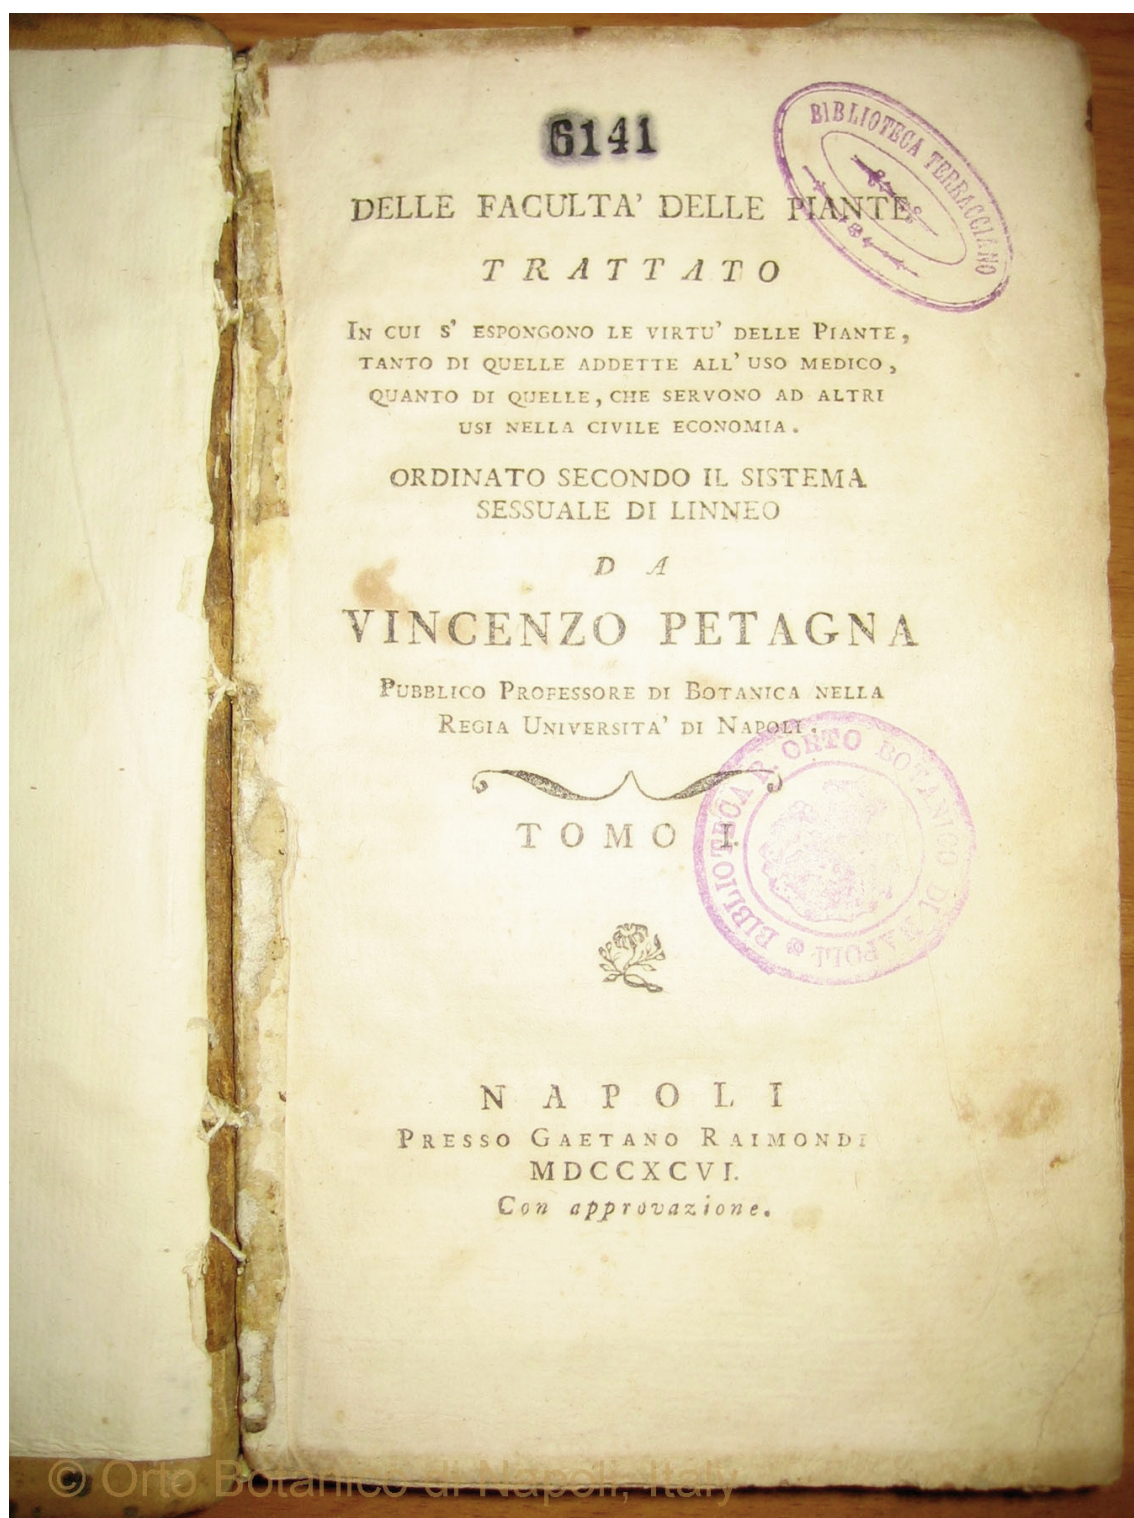 6141
BIBLIOTECA TERRACCIANO
DELLE FACULTA' DELLE PIANTE
TRATTATO
IN CUI S' ESPONGONO LE VIRTU' DELLE PIANTE,
TANTO DI QUELLE ADDETTE ALL' USO MEDICO,
QUANTO DI QUELLE, CHE SERVONO AD ALTRI
USI NELLA CIVILE ECONOMIA.
ORDINATO SECONDO IL SISTEMA
SESSUALE DI LINNEO
DA
VINCENZO PETAGNA
PUBBLICO PROFESSORE DI BOTANICA NELLA
REGIA UNIVERSITA' DI NAPOLI.
BIBLIOTECA R. ORTO BOTANICO DI NAPOLI
TOMO I.
NAPOLI
PRESSO GAETANO RAIMONDI
MDCCXCVI.
Con approvazione.
© Orto Botanico di Napoli, Italy